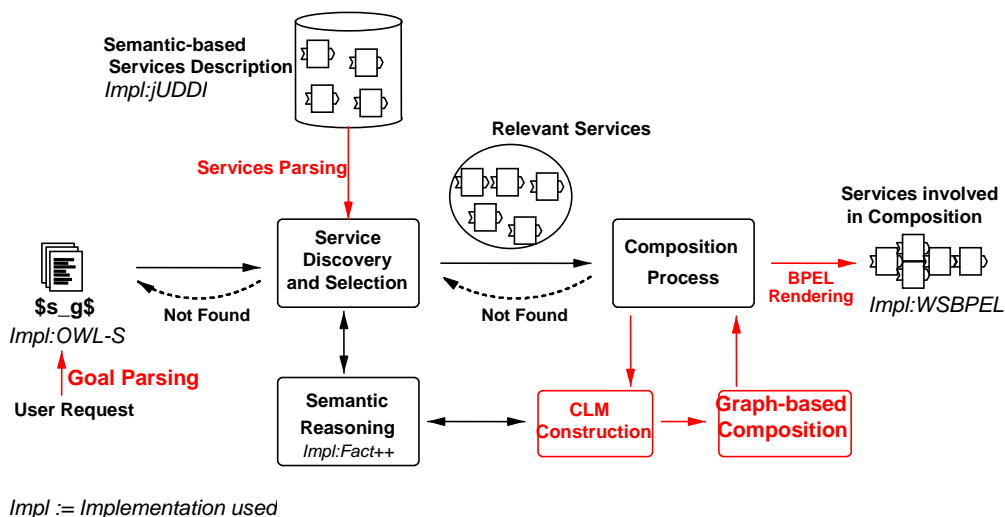 Semantic-based
Services Description
Impl:jUDDI
Relevant Services
Services Parsing
Services involved
in Composition
Service
Discovery
and Selection
Composition
Process
BPEL
Rendering
Impl:WSBPEL
$s_g$
Impl:OWL-S
Not Found
Not Found
Goal Parsing
User Request
Semantic
Reasoning
Impl:Fact++
CLM
Construction
Graph-based
Composition
Impl := Implementation used